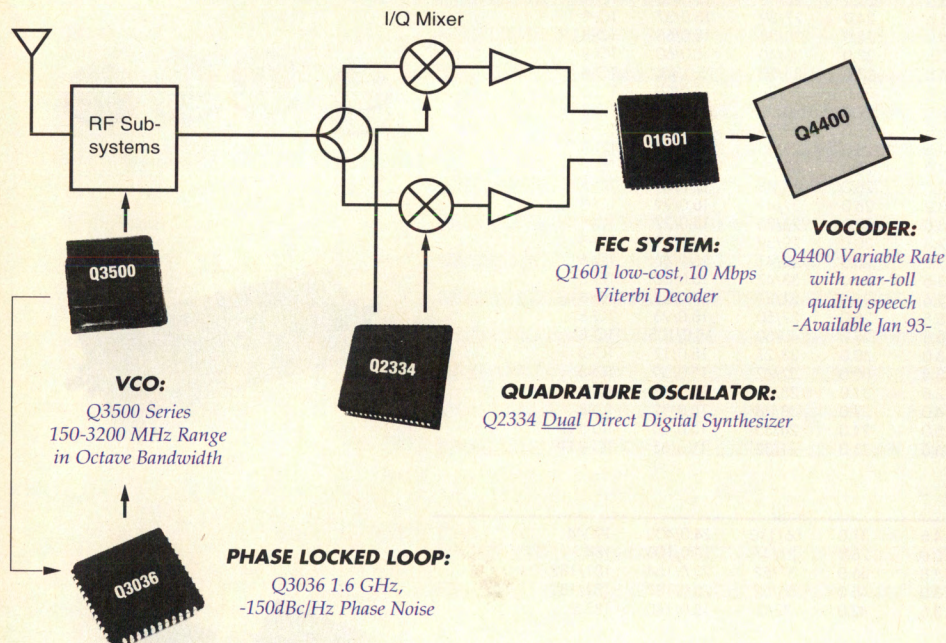 I/Q Mixer
RF Sub-
systems
Q1601
Q4400
Q3500
FEC SYSTEM:
Q1601 low-cost, 10 Mbps
Viterbi Decoder
VOCODER:
Q4400 Variable Rate
with near-toll
quality speech
-Available Jan 93-
Q2334
VCO:
Q3500 Series
150-3200 MHz Range
in Octave Bandwidth
QUADRATURE OSCILLATOR:
Q2334 Dual Direct Digital Synthesizer
Q3036
PHASE LOCKED LOOP:
Q3036 1.6 GHz,
-150dBc/Hz Phase Noise